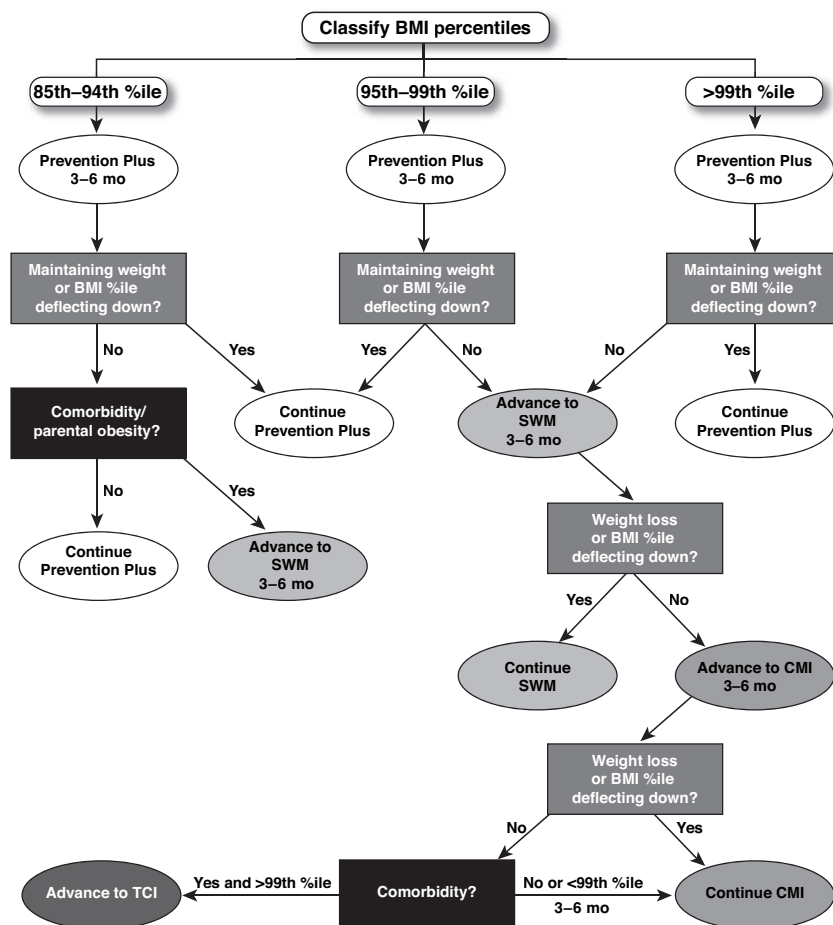 Classify BMI percentiles
85th–94th %ile
95th–99th %ile
>99th %ile
Prevention Plus
3–6 mo
Prevention Plus
3–6 mo
Prevention Plus
3–6 mo
Maintaining weight
or BMI %ile
deflecting down?
Maintaining weight
or BMI %ile
deflecting down?
Maintaining weight
or BMI %ile
deflecting down?
No
Yes
Yes
No
No
Yes
Comorbidity/
parental obesity?
Continue
Prevention Plus
Advance to
SWM
3–6 mo
Continue
Prevention Plus
No
Yes
Continue
Prevention Plus
Advance to
SWM
3–6 mo
Weight loss
or BMI %ile
deflecting down?
Yes
No
Continue
SWM
Advance to CMI
3–6 mo
Weight loss
or BMI %ile
deflecting down?
No
Yes
Advance to TCI
Yes and >99th %ile
Comorbidity?
No or <99th %ile
3–6 mo
Continue CMI